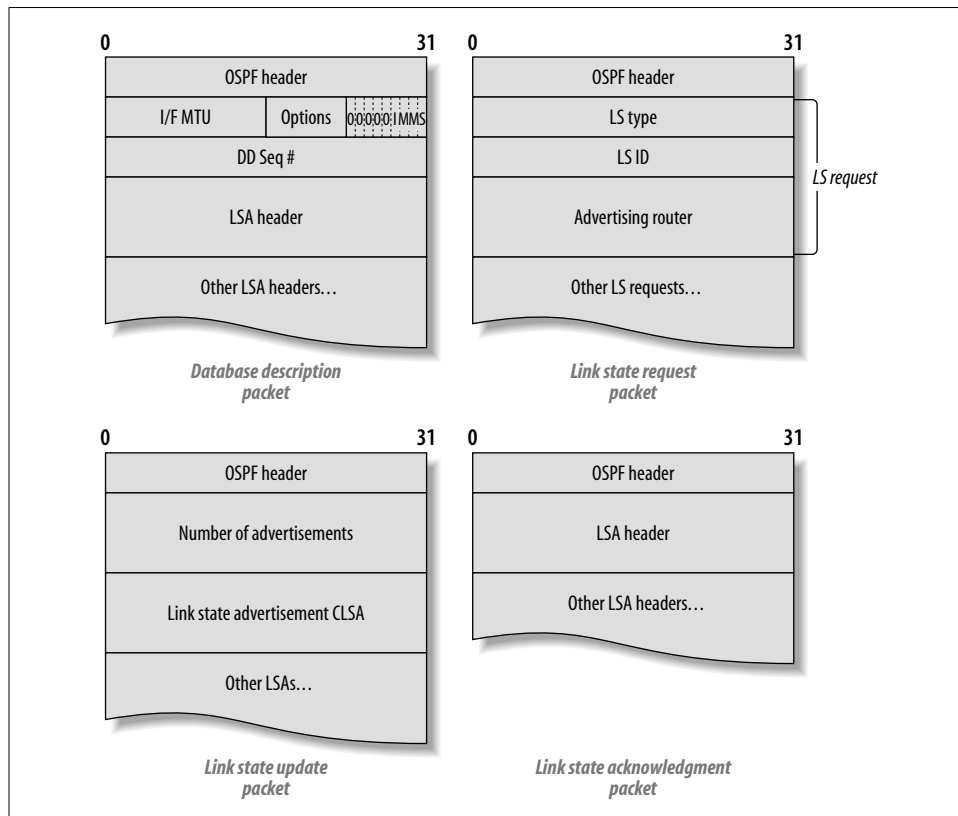 0 31
OSPF header
I/F MTU Options 0 0 0 0 0 I M MS
DD Seq #
LSA header
Other LSA headers…
Database description
packet
0 31
OSPF header
LS type
LS ID
Advertising router
LS request
Other LS requests…
Link state request
packet
0 31
OSPF header
Number of advertisements
Link state advertisement CLSA
Other LSAs…
Link state update
packet
0 31
OSPF header
LSA header
Other LSA headers…
Link state acknowledgment
packet